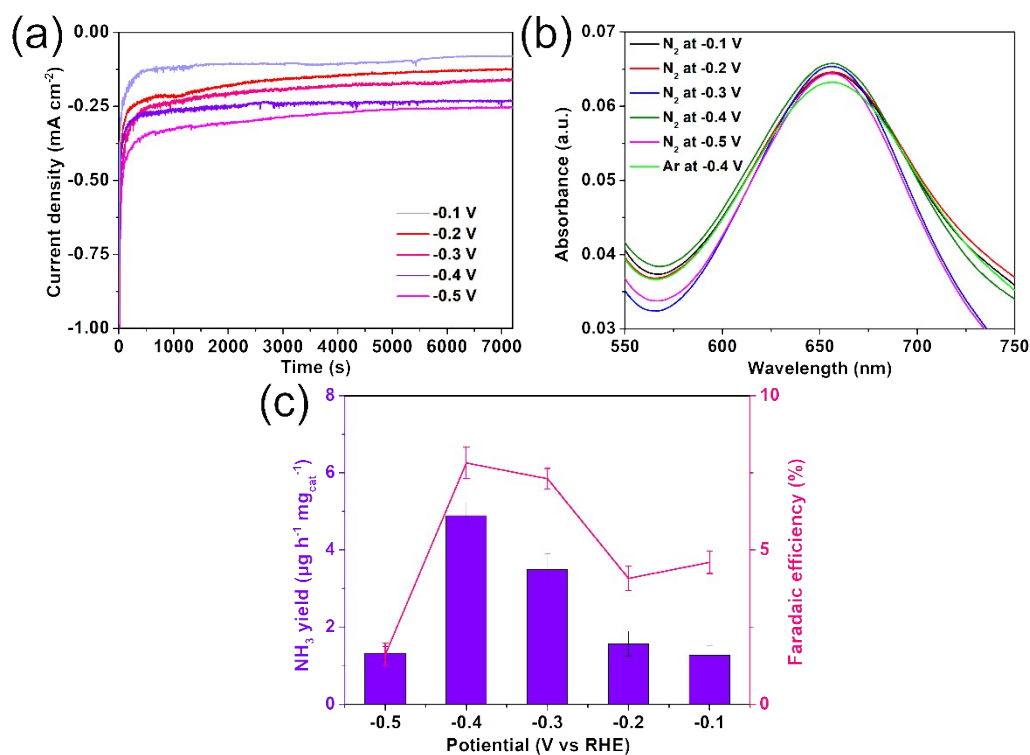 (a)
0.00
-0.25
-0.50
-0.75
-1.00
Current density (mA cm⁻²)
0 1000 2000 3000 4000 5000 6000 7000
Time (s)
-0.1 V
-0.2 V
-0.3 V
-0.4 V
-0.5 V
(b)
0.07
0.06
0.05
0.04
0.03
Absorbance (a.u.)
550 600 650 700 750
Wavelength (nm)
N₂ at -0.1 V
N₂ at -0.2 V
N₂ at -0.3 V
N₂ at -0.4 V
N₂ at -0.5 V
Ar at -0.4 V
(c)
8
6
4
2
0
NH₃ yield (μg h⁻¹ mg_cat⁻¹)
10
5
0
Faradaic efficiency (%)
-0.5 -0.4 -0.3 -0.2 -0.1
Potiential (V vs RHE)